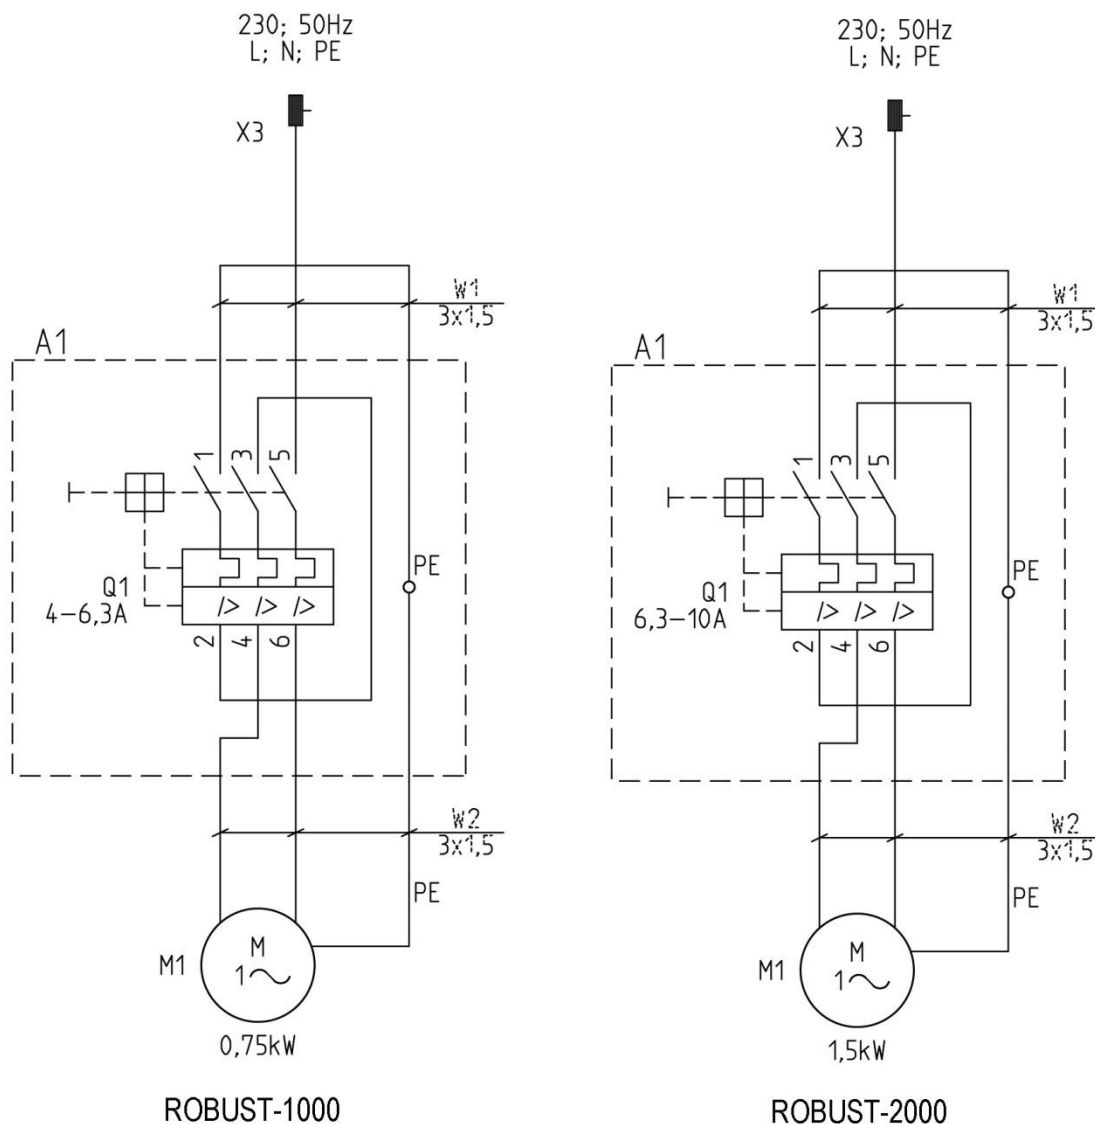 230; 50Hz
L; N; PE
X3
W1
3x1,5
A1
1
3
5
PE
Q1
4-6,3A
I>
I>
I>
2
4
6
W2
3x1,5
PE
M1
M
1~
0,75kW
ROBUST-1000
230; 50Hz
L; N; PE
X3
W1
3x1,5
A1
1
3
5
PE
Q1
6,3-10A
I>
I>
I>
2
4
6
W2
3x1,5
PE
M1
M
1~
1,5kW
ROBUST-2000